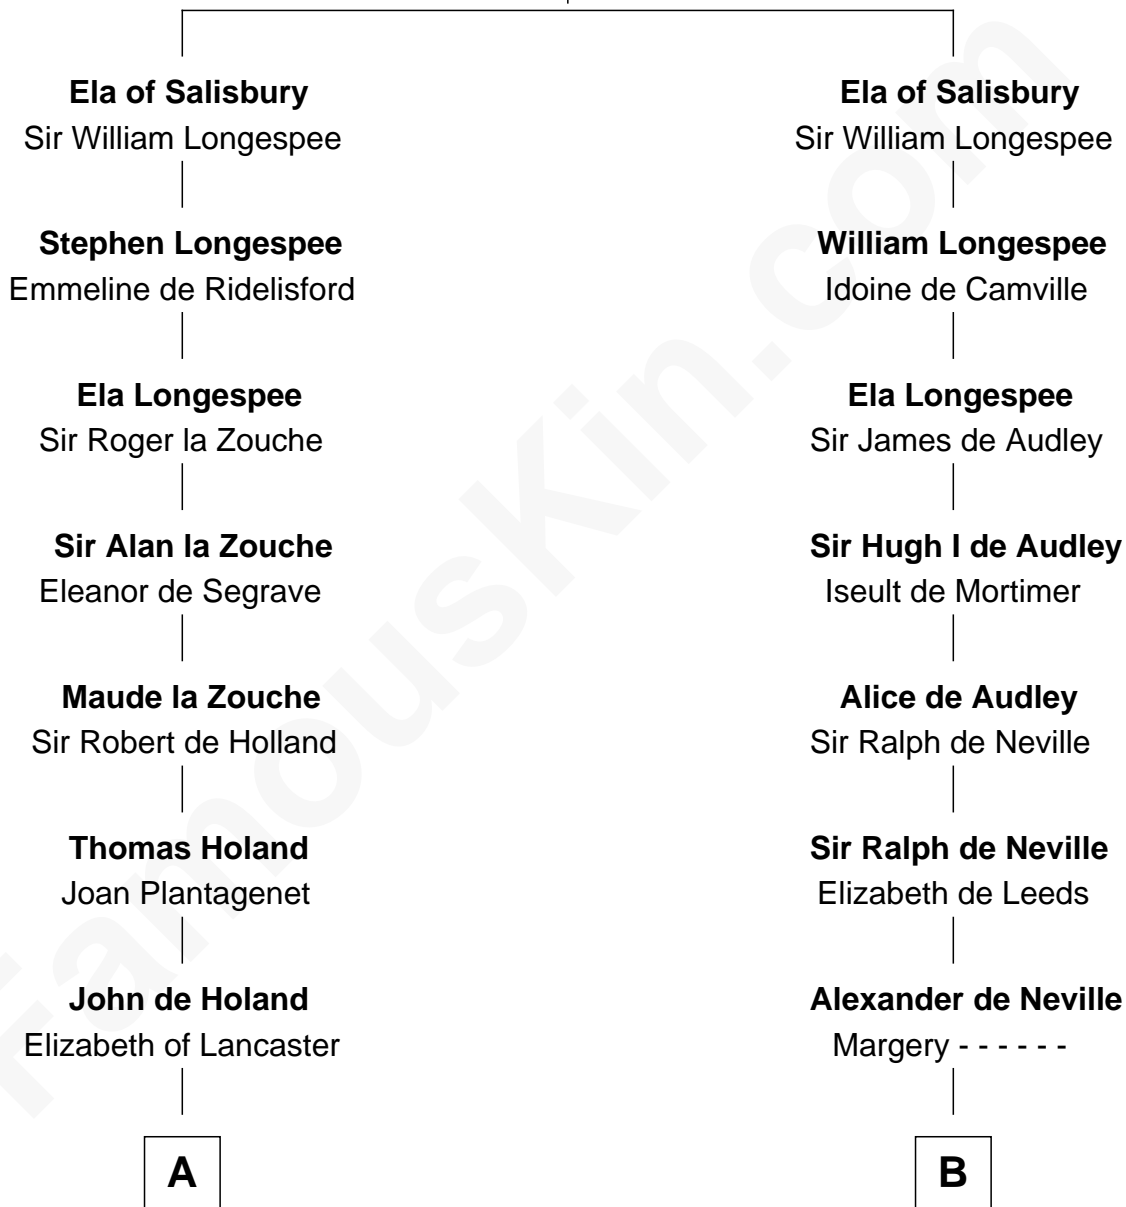 Ela of Salisbury
Sir William Longespee
Stephen Longespee
Emmeline de Ridelisford
Ela Longespee
Sir Roger la Zouche
Sir Alan la Zouche
Eleanor de Segrave
Maude la Zouche
Sir Robert de Holland
Thomas Holand
Joan Plantagenet
John de Holand
Elizabeth of Lancaster
A
Ela of Salisbury
Sir William Longespee
William Longespee
Idoine de Camville
Ela Longespee
Sir James de Audley
Sir Hugh I de Audley
Iseult de Mortimer
Alice de Audley
Sir Ralph de Neville
Sir Ralph de Neville
Elizabeth de Leeds
Alexander de Neville
Margery - - - - - -
B
FamousKin.com